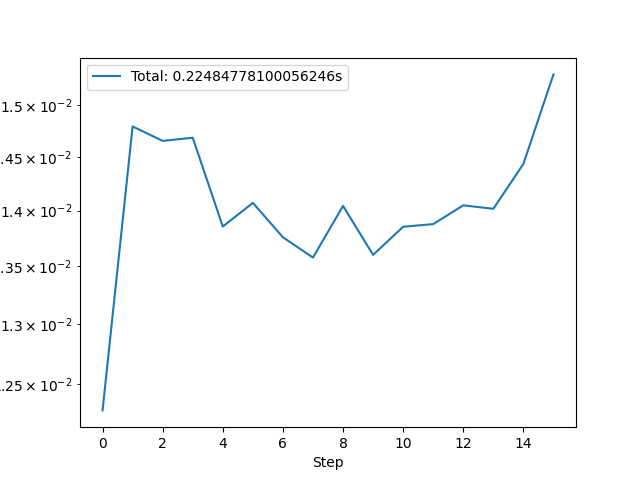 Total: 0.22484778100056246s
1.5 × 10⁻²
.45 × 10⁻²
1.4 × 10⁻²
.35 × 10⁻²
1.3 × 10⁻²
.25 × 10⁻²
0 2 4 6 8 10 12 14
Step